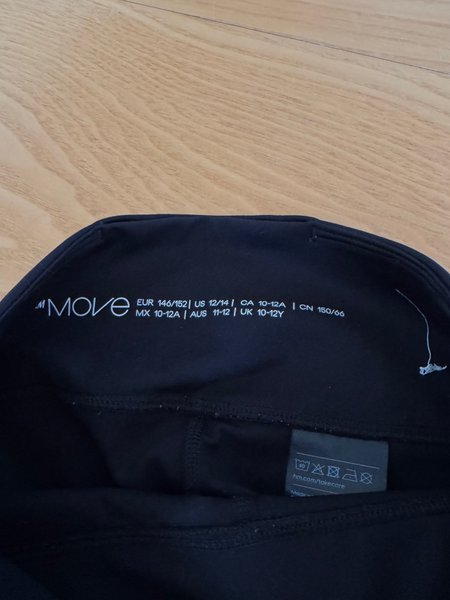 MOVE
EUR 146/152 | US 12/14 | CA 10-12A | CN 150/66
MX 10-12A | AUS 11-12 | UK 10-12Y
40
hm.com/takecare